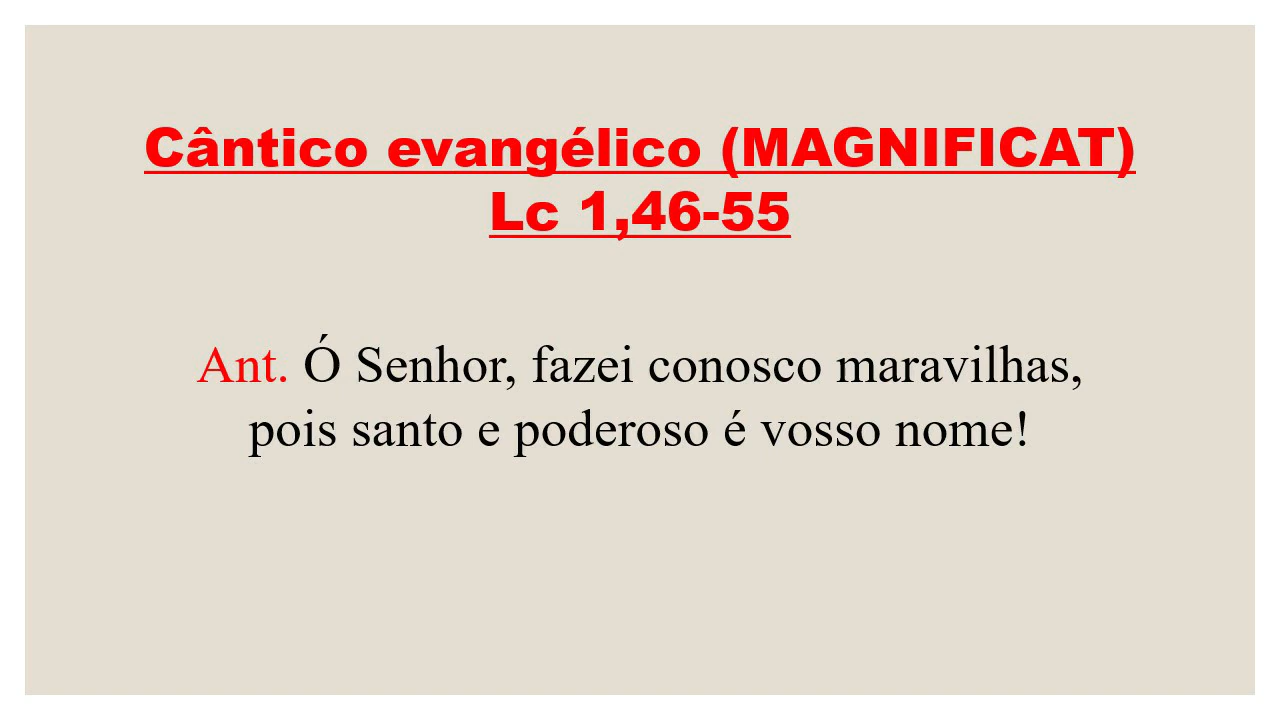 Cântico evangélico (MAGNIFICAT)
Lc 1,46-55
Ant. Ó Senhor, fazei conosco maravilhas,
pois santo e poderoso é vosso nome!